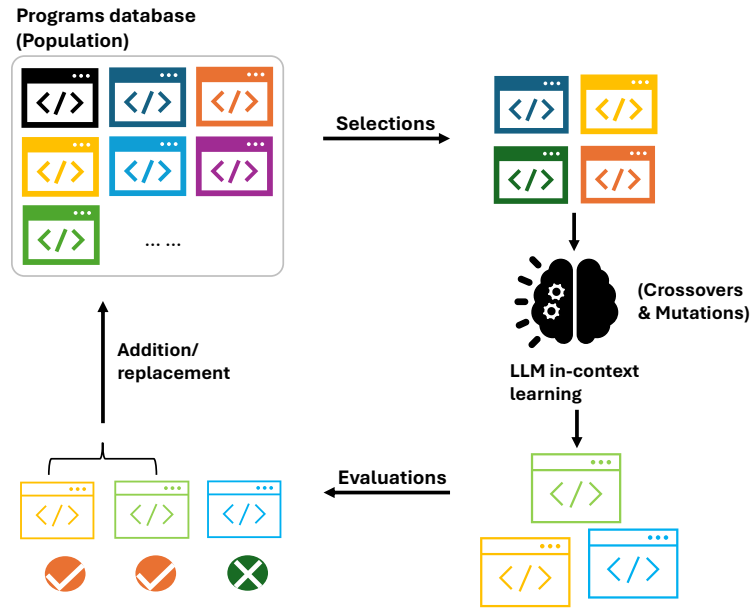 Programs database
(Population)
</>
</>
</>
</>
</>
</>
</>
... ...
Selections
</>
</>
</>
</>
(Crossovers
& Mutations)
LLM in-context
learning
</>
</>
</>
Evaluations
</>
</>
</>
Addition/
replacement